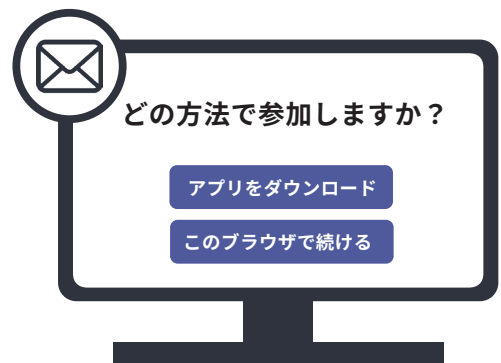 どの方法で参加しますか？
アプリをダウンロード
このブラウザで続ける